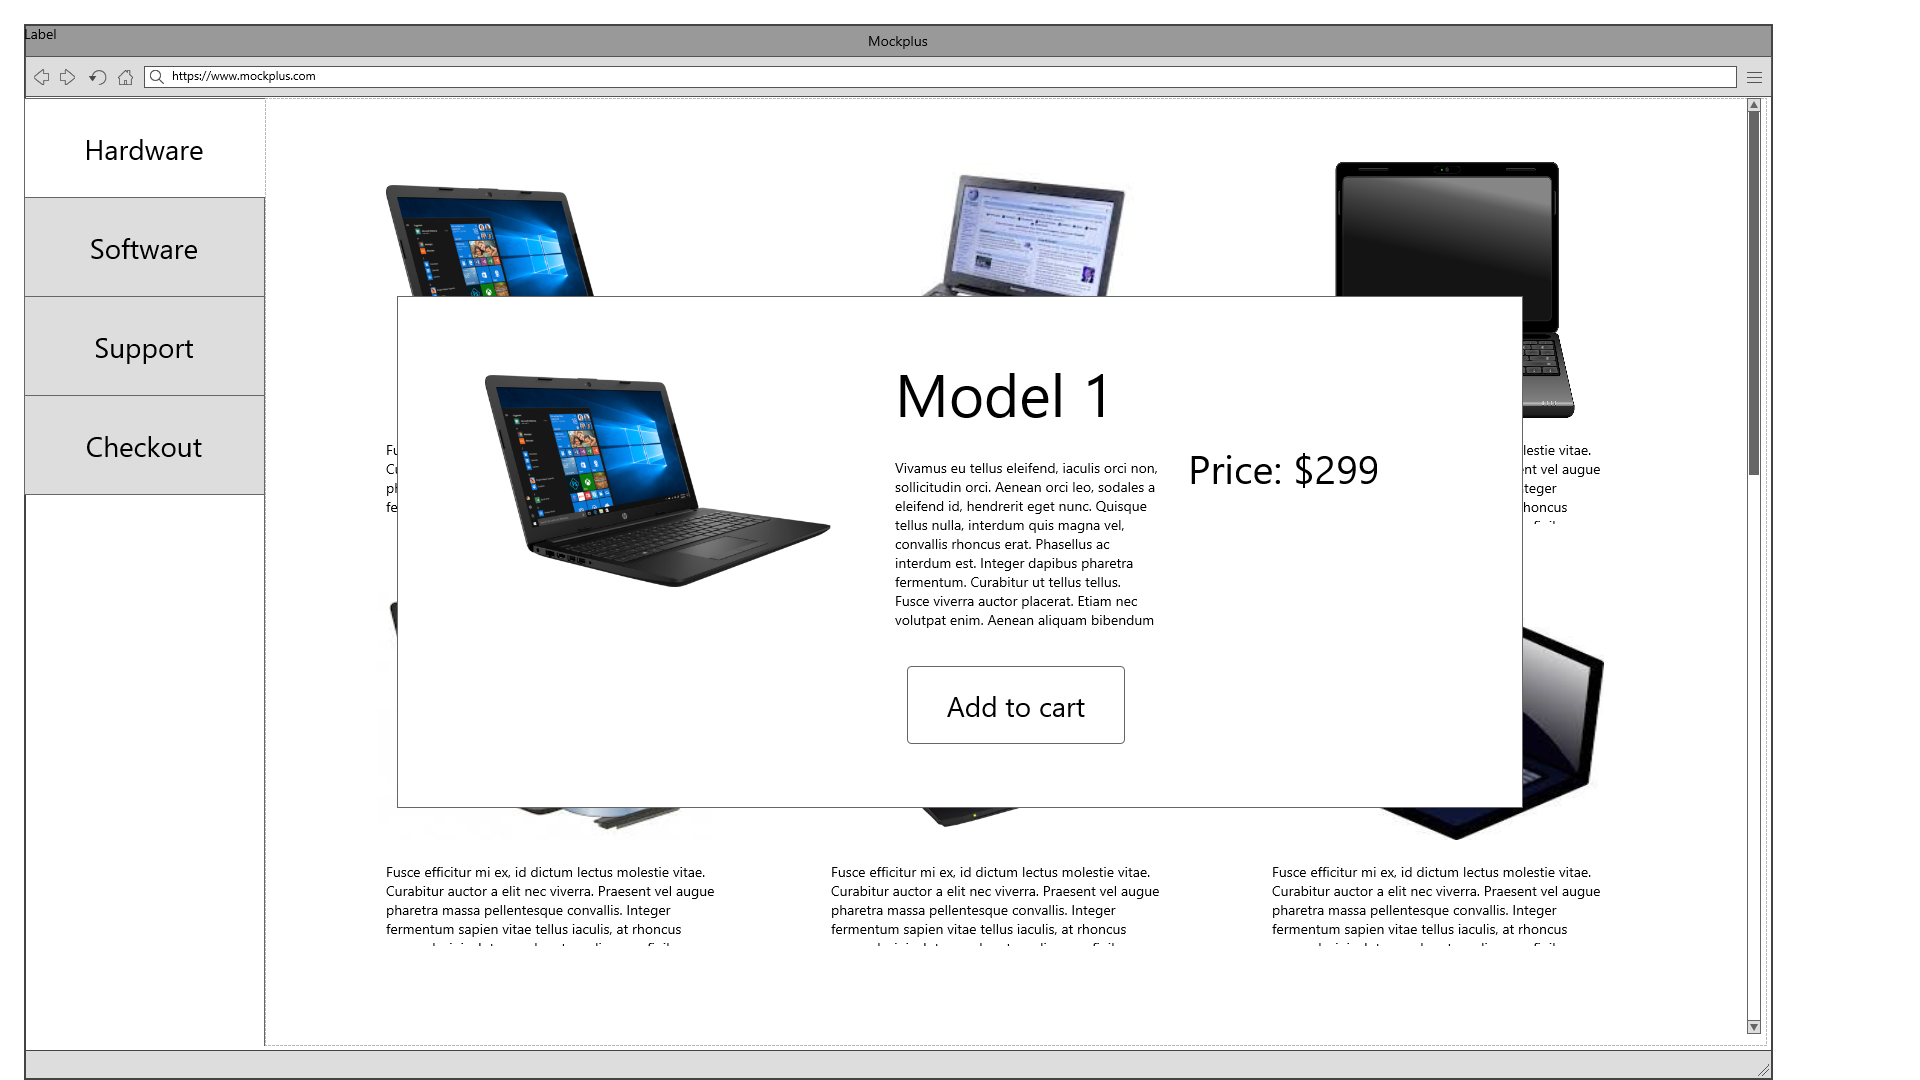 Label
Mockplus
https://www.mockplus.com
Hardware
Software
Support
Checkout
Model 1
Vivamus eu tellus eleifend, iaculis orci non,
sollicitudin orci. Aenean orci leo, sodales a
eleifend id, hendrerit eget nunc. Quisque
tellus nulla, interdum quis magna vel,
convallis rhoncus erat. Phasellus ac
interdum est. Integer dapibus pharetra
fermentum. Curabitur ut tellus tellus.
Fusce viverra auctor placerat. Etiam nec
volutpat enim. Aenean aliquam bibendum
Price: $299
Add to cart
lestie vitae.
vel augue
rhoncus
Fusce efficitur mi ex, id dictum lectus molestie vitae.
Curabitur auctor a elit nec viverra. Praesent vel augue
pharetra massa pellentesque convallis. Integer
fermentum sapien vitae tellus iaculis, at rhoncus
Fusce efficitur mi ex, id dictum lectus molestie vitae.
Curabitur auctor a elit nec viverra. Praesent vel augue
pharetra massa pellentesque convallis. Integer
fermentum sapien vitae tellus iaculis, at rhoncus
Fusce efficitur mi ex, id dictum lectus molestie vitae.
Curabitur auctor a elit nec viverra. Praesent vel augue
pharetra massa pellentesque convallis. Integer
fermentum sapien vitae tellus iaculis, at rhoncus